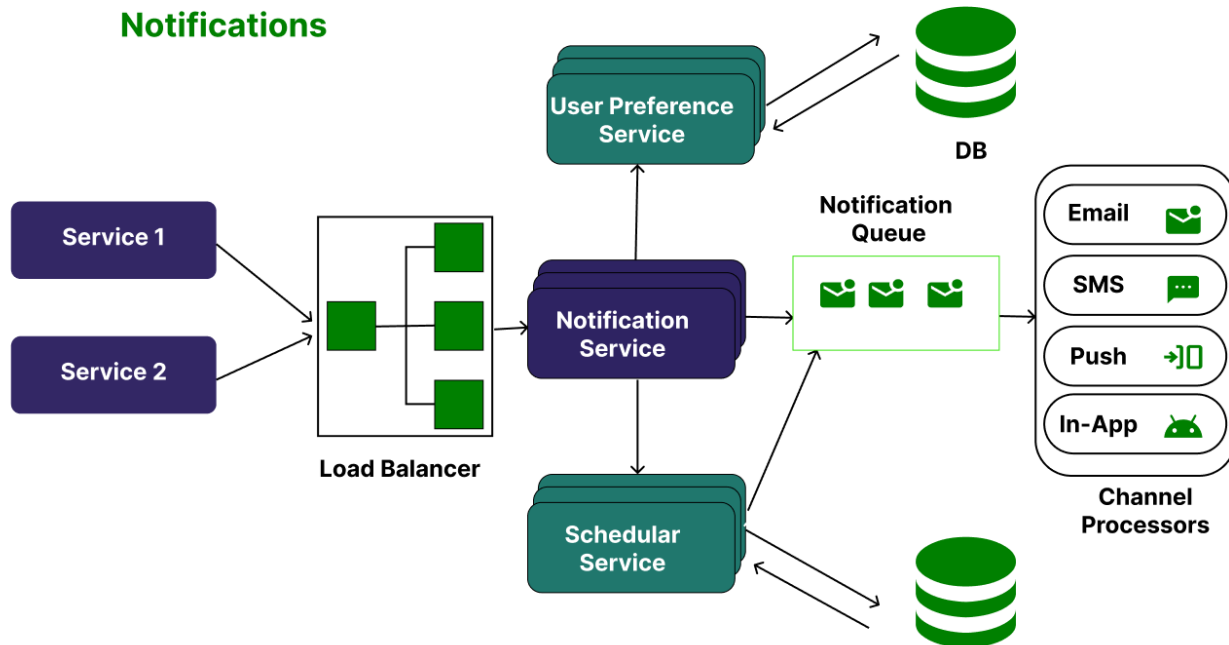 Notifications
User Preference
Service
DB
Service 1
Service 2
Load Balancer
Notification
Service
Notification
Queue
Schedular
Service
Email
SMS
Push
In-App
Channel
Processors